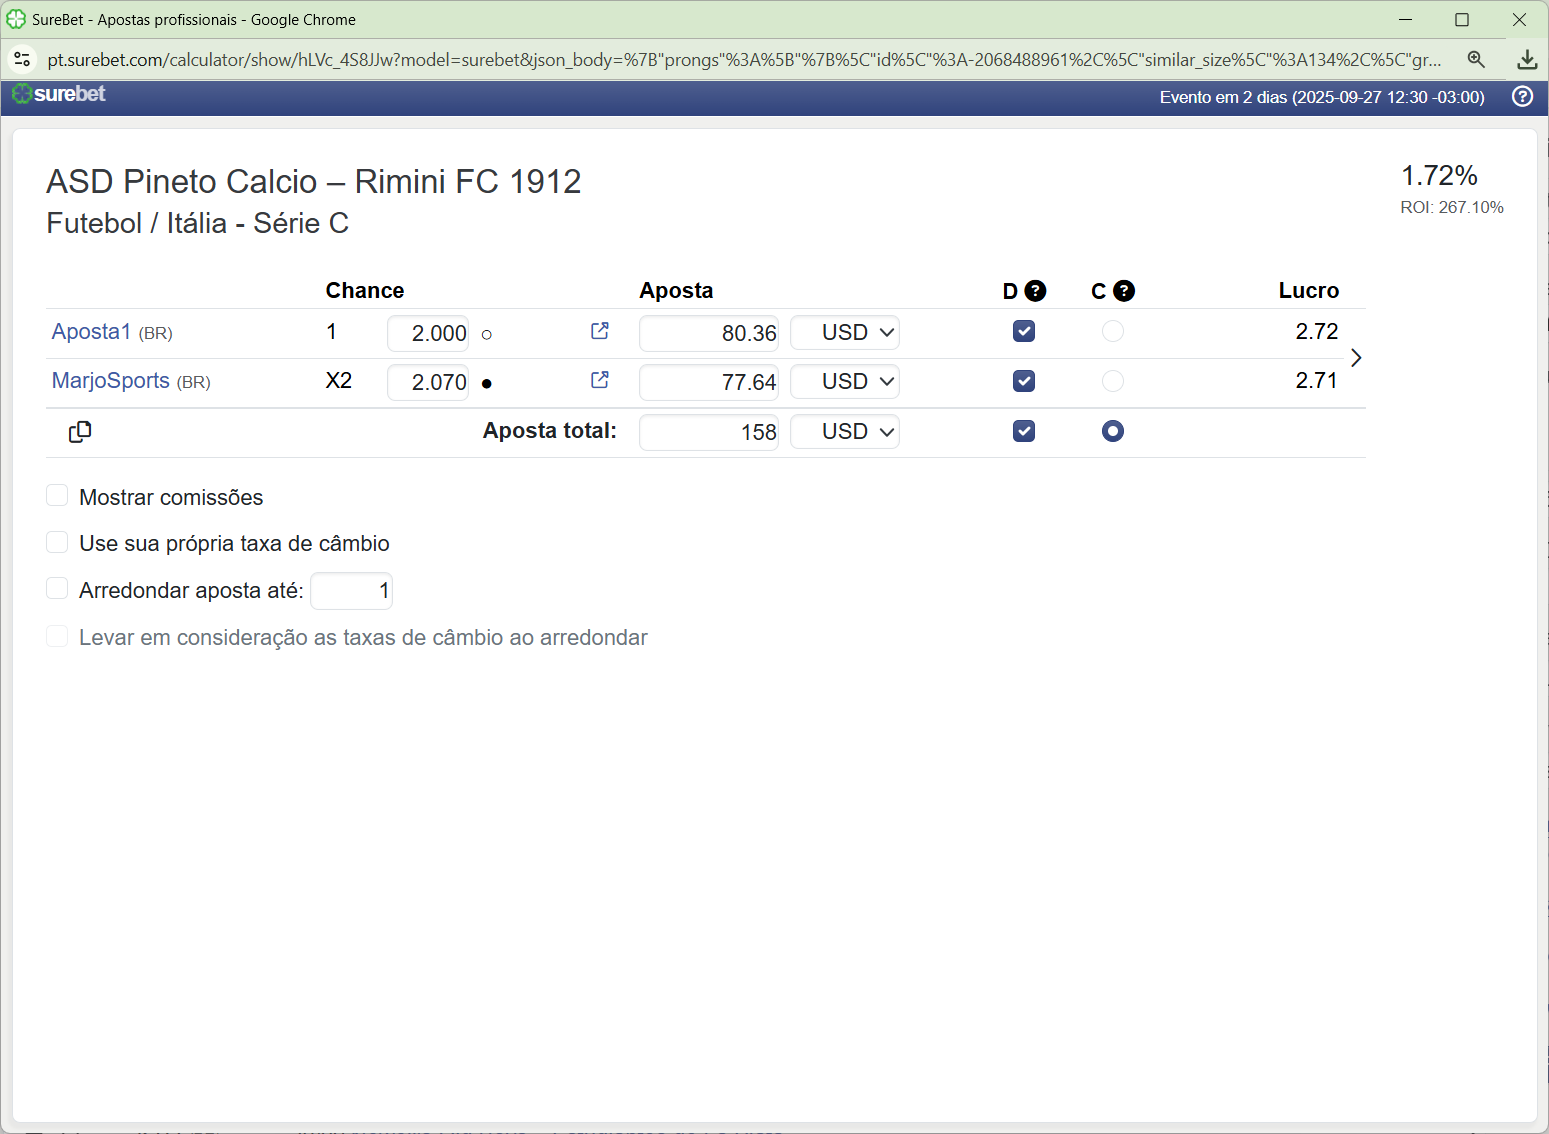 SureBet - Apostas profissionais - Google Chrome
pt.surebet.com/calculator/show/hLVc_4S8JJw?model=surebet&json_body=%7B"prongs"%3A%5B"%7B%5C"id%5C"%3A-2068488961%2C%5C"similar_size%5C"%3A134%2C%5C"gr...
surebet
Evento em 2 dias (2025-09-27 12:30 -03:00)
ASD Pineto Calcio – Rimini FC 1912
1.72%
Futebol / Itália - Série C
ROI: 267.10%
Chance Aposta D C Lucro
Aposta1 (BR) 1 2.000 80.36 USD 2.72
MarjoSports (BR) X2 2.070 77.64 USD 2.71
Aposta total: 158 USD
Mostrar comissões
Use sua própria taxa de câmbio
Arredondar aposta até: 1
Levar em consideração as taxas de câmbio ao arredondar